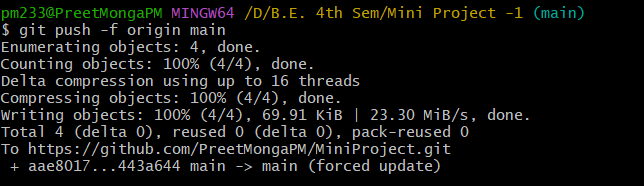 pm233@PreetMongaPM MINGW64 /D/B.E. 4th Sem/Mini Project -1 (main)
$ git push -f origin main
Enumerating objects: 4, done.
Counting objects: 100% (4/4), done.
Delta compression using up to 16 threads
Compressing objects: 100% (4/4), done.
Writing objects: 100% (4/4), 69.91 KiB | 23.30 MiB/s, done.
Total 4 (delta 0), reused 0 (delta 0), pack-reused 0
To https://github.com/PreetMongaPM/MiniProject.git
 + aae8017...443a644 main -> main (forced update)